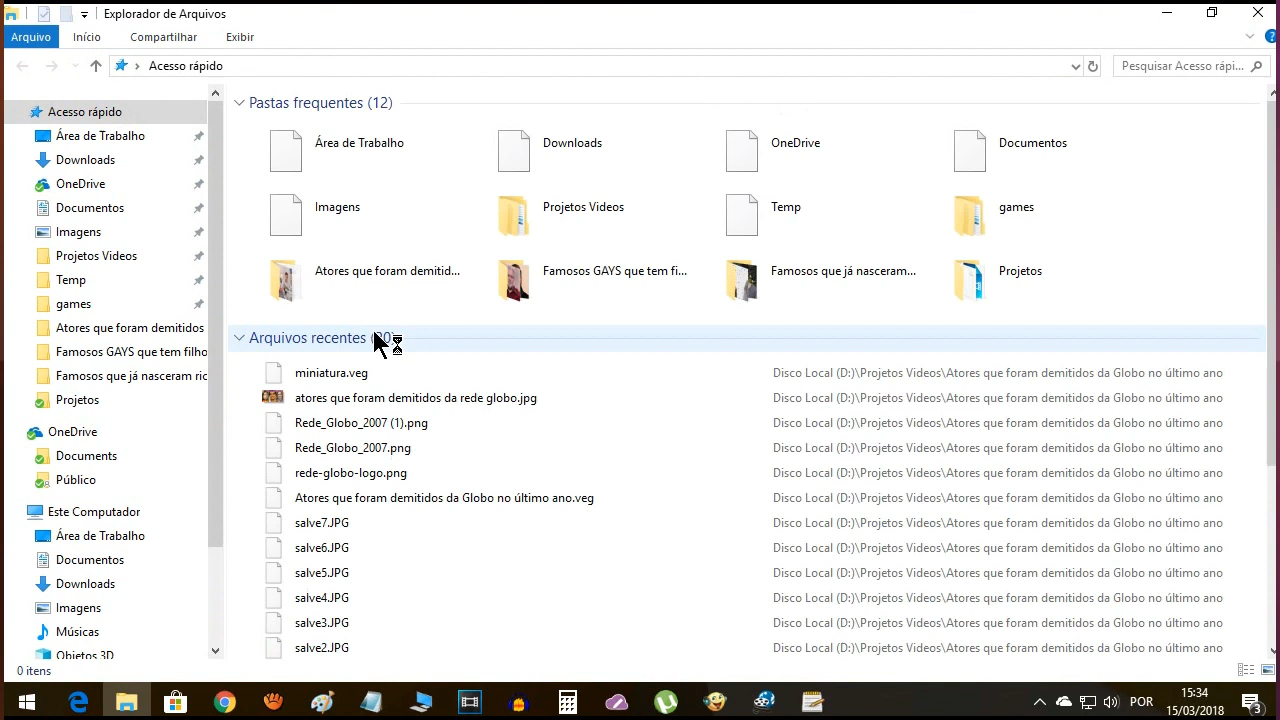 Explorador de Arquivos
Arquivo Início Compartilhar Exibir
Acesso rápido
Pesquisar Acesso rápi...
Acesso rápido
Área de Trabalho
Downloads
OneDrive
Documentos
Imagens
Projetos Videos
Temp
games
Atores que foram demitidos
Famosos GAYS que tem filho
Famosos que já nasceram ric
Projetos
OneDrive
Documents
Público
Este Computador
Área de Trabalho
Documents
Downloads
Imagens
Músicas
Objetos 3D
Pastas frequentes (12)
Área de Trabalho
Downloads
OneDrive
Documentos
Imagens
Projetos Videos
Temp
games
Atores que foram demitid...
Famosos GAYS que tem fi...
Famosos que já nasceram...
Projetos
Arquivos recentes
miniatura.veg Disco Local (D:)\Projetos Videos\Atores que foram demitidos da Globo no último ano
atores que foram demitidos da rede globo.jpg Disco Local (D:)\Projetos Videos\Atores que foram demitidos da Globo no último ano
Rede_Globo_2007 (1).png Disco Local (D:)\Projetos Videos\Atores que foram demitidos da Globo no último ano
Rede_Globo_2007.png Disco Local (D:)\Projetos Videos\Atores que foram demitidos da Globo no último ano
rede-globo-logo.png Disco Local (D:)\Projetos Videos\Atores que foram demitidos da Globo no último ano
Atores que foram demitidos da Globo no último ano.veg Disco Local (D:)\Projetos Videos\Atores que foram demitidos da Globo no último ano
salve7.JPG Disco Local (D:)\Projetos Videos\Atores que foram demitidos da Globo no último ano
salve6.JPG Disco Local (D:)\Projetos Videos\Atores que foram demitidos da Globo no último ano
salve5.JPG Disco Local (D:)\Projetos Videos\Atores que foram demitidos da Globo no último ano
salve4.JPG Disco Local (D:)\Projetos Videos\Atores que foram demitidos da Globo no último ano
salve3.JPG Disco Local (D:)\Projetos Videos\Atores que foram demitidos da Globo no último ano
salve2.JPG Disco Local (D:)\Projetos Videos\Atores que foram demitidos da Globo no último ano
0 itens
POR
15:34
15/03/2018
3